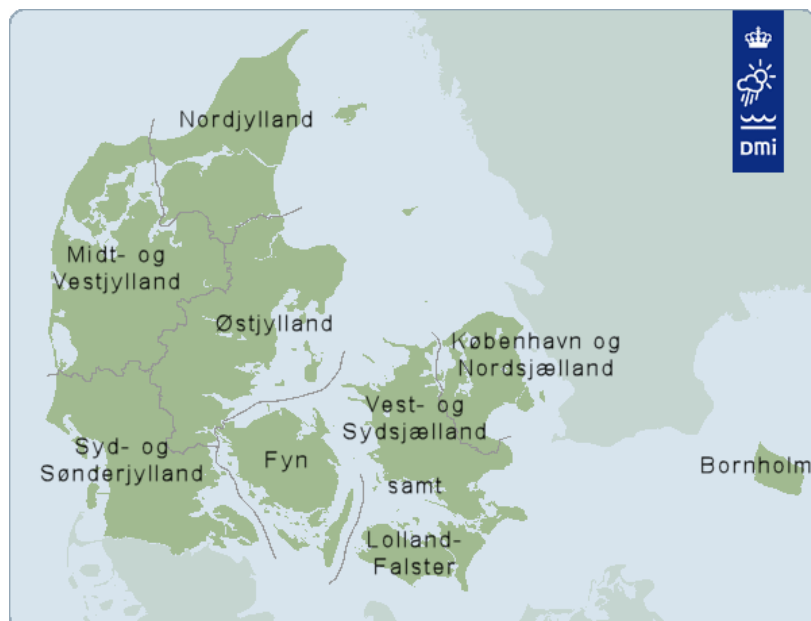 DMI
Nordjylland
Midt- og
Vestjylland
Østjylland
København og
Nordsjælland
Vest- og
Sydsjælland
samt
Lolland-
Falster
Syd- og
Sønderjylland
Fyn
Bornholm